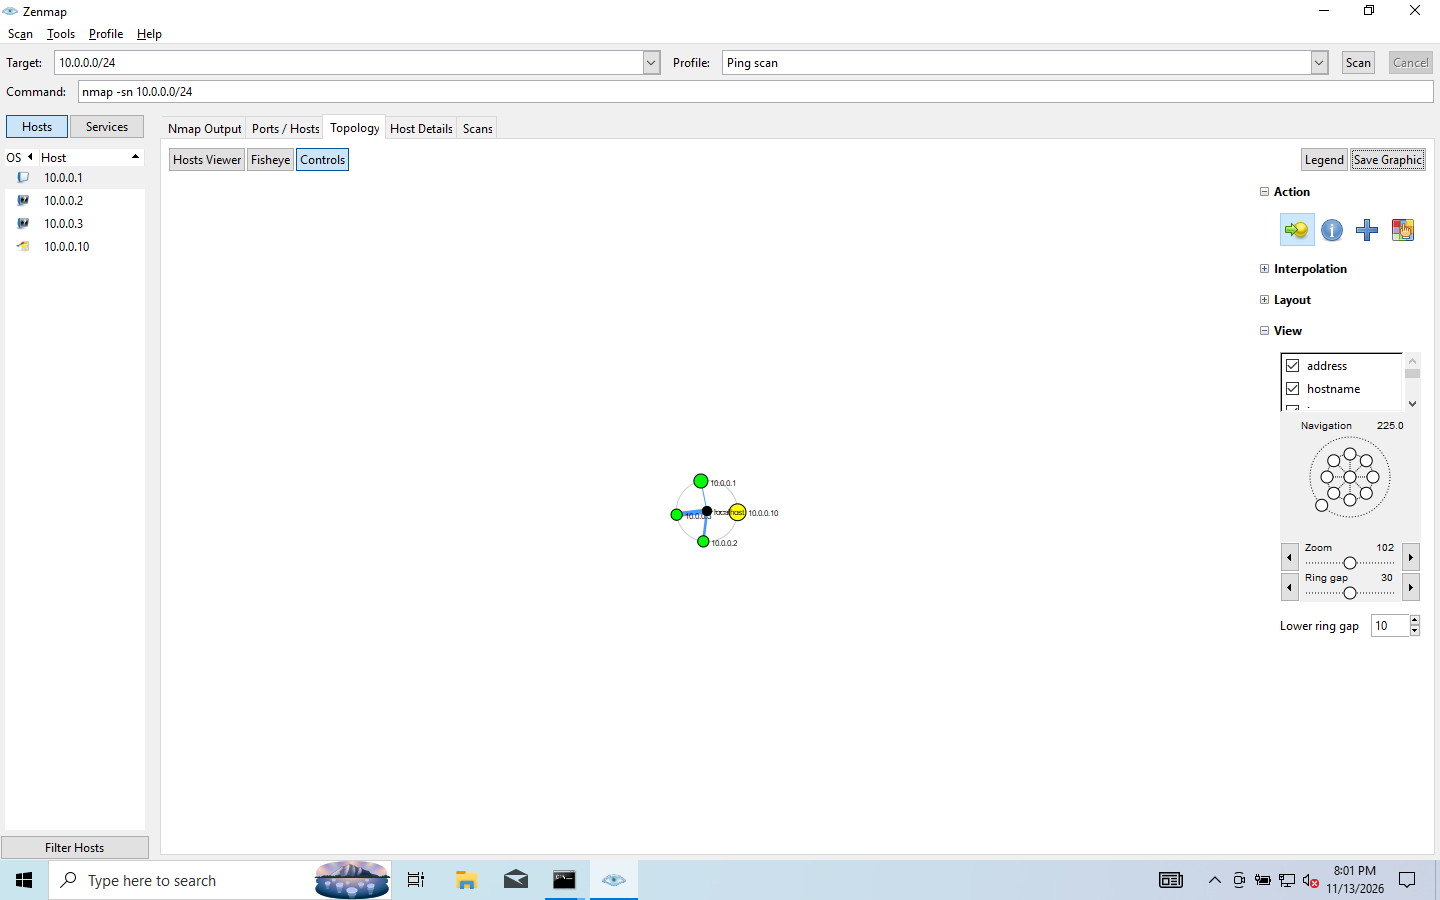 Zenmap
Scan Tools Profile Help
Target: 10.0.0.0/24 Profile: Ping scan Scan Cancel
Command: nmap -sn 10.0.0.0/24
Hosts Services
OS Host
10.0.0.1
10.0.0.2
10.0.0.3
10.0.0.10
Filter Hosts
Nmap Output Ports / Hosts Topology Host Details Scans
Hosts Viewer Fisheye Controls Legend Save Graphic
10.0.0.1
10.0.0.3 localhost 10.0.0.10
10.0.0.2
Action
Interpolation
Layout
View
address
hostname
Navigation 225.0
Zoom 102
Ring gap 30
Lower ring gap 10
Type here to search
8:01 PM
11/13/2026